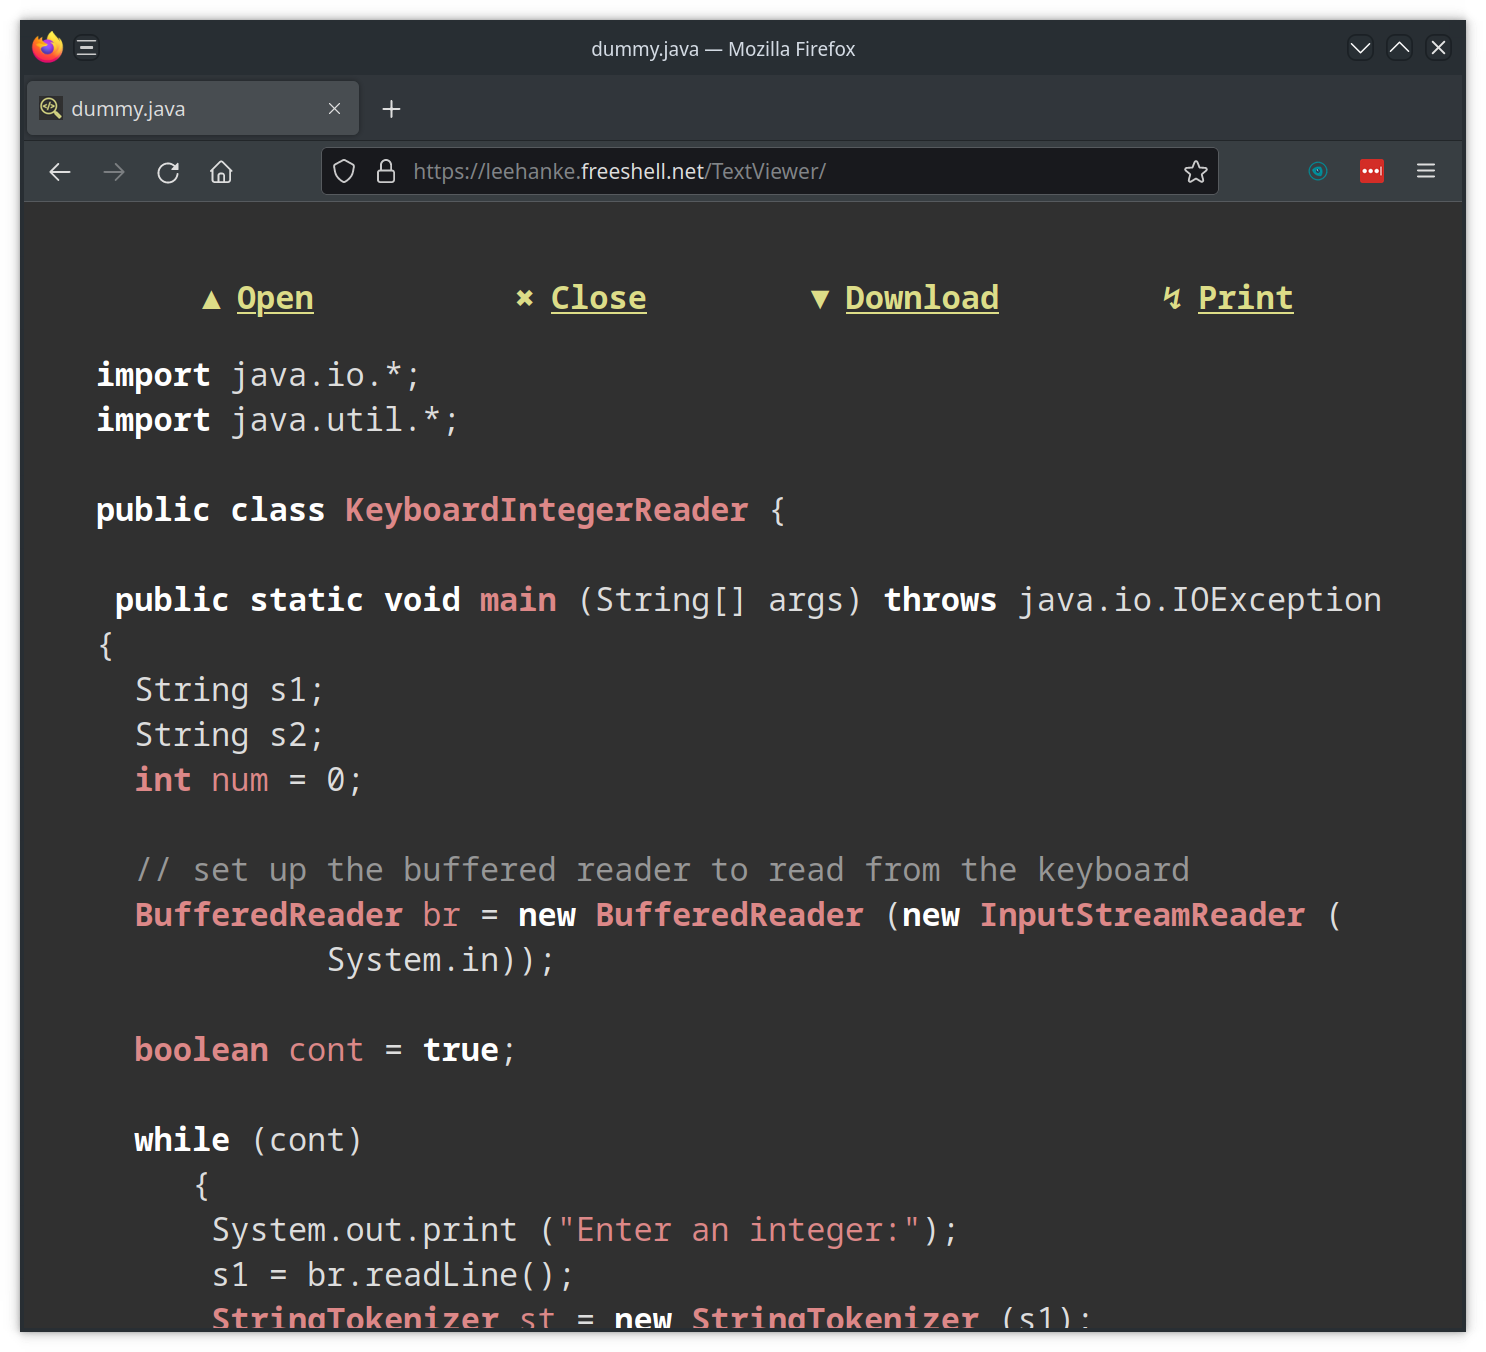 dummy.java — Mozilla Firefox
dummy.java
https://leehanke.freeshell.net/TextViewer/
▲ Open ✖ Close ▼ Download ↯ Print
import java.io.*;
import java.util.*;
public class KeyboardIntegerReader {
public static void main (String[] args) throws java.io.IOException
{
String s1;
String s2;
int num = 0;
// set up the buffered reader to read from the keyboard
BufferedReader br = new BufferedReader (new InputStreamReader (
System.in));
boolean cont = true;
while (cont)
{
System.out.print ("Enter an integer:");
s1 = br.readLine();
StringTokenizer st = new StringTokenizer (s1);